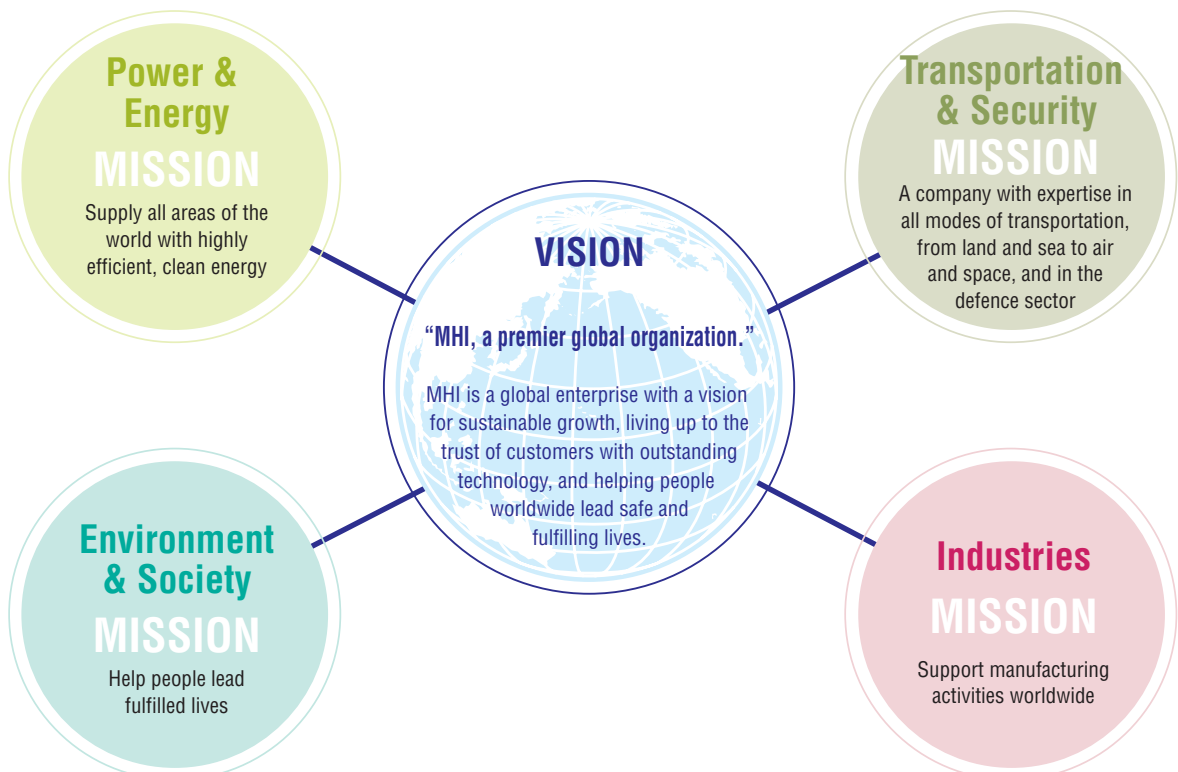 Power &
Energy
MISSION
Supply all areas of the
world with highly
efficient, clean energy
Transportation
& Security
MISSION
A company with expertise in
all modes of transportation,
from land and sea to air
and space, and in the
defence sector
VISION
“MHI, a premier global organization.”
MHI is a global enterprise with a vision
for sustainable growth, living up to the
trust of customers with outstanding
technology, and helping people
worldwide lead safe and
fulfilling lives.
Environment
& Society
MISSION
Help people lead
fulfilled lives
Industries
MISSION
Support manufacturing
activities worldwide